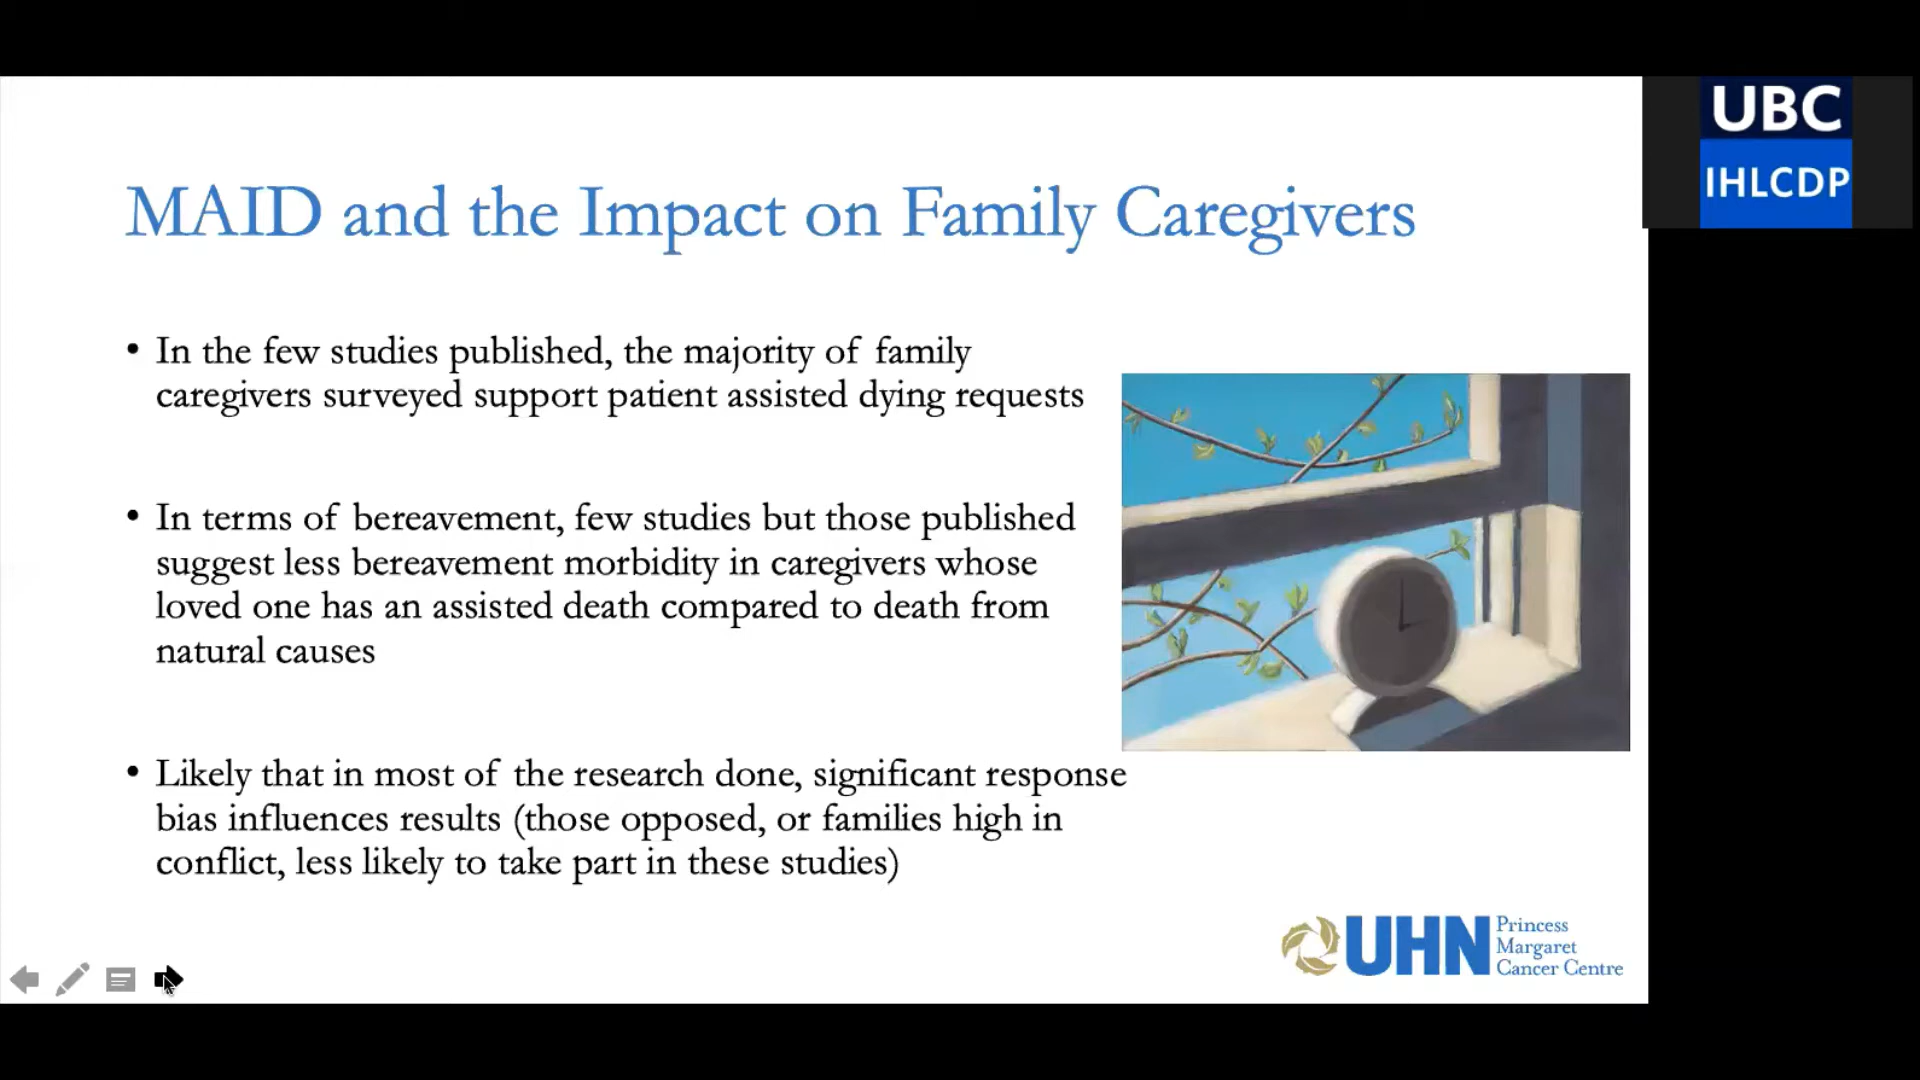 MAID and the Impact on Family Caregivers
• In the few studies published, the majority of family
caregivers surveyed support patient assisted dying requests
• In terms of bereavement, few studies but those published
suggest less bereavement morbidity in caregivers whose
loved one has an assisted death compared to death from
natural causes
• Likely that in most of the research done, significant response
bias influences results (those opposed, or families high in
conflict, less likely to take part in these studies)
UHN
Princess
Margaret
Cancer Centre
UBC
IHLCDP